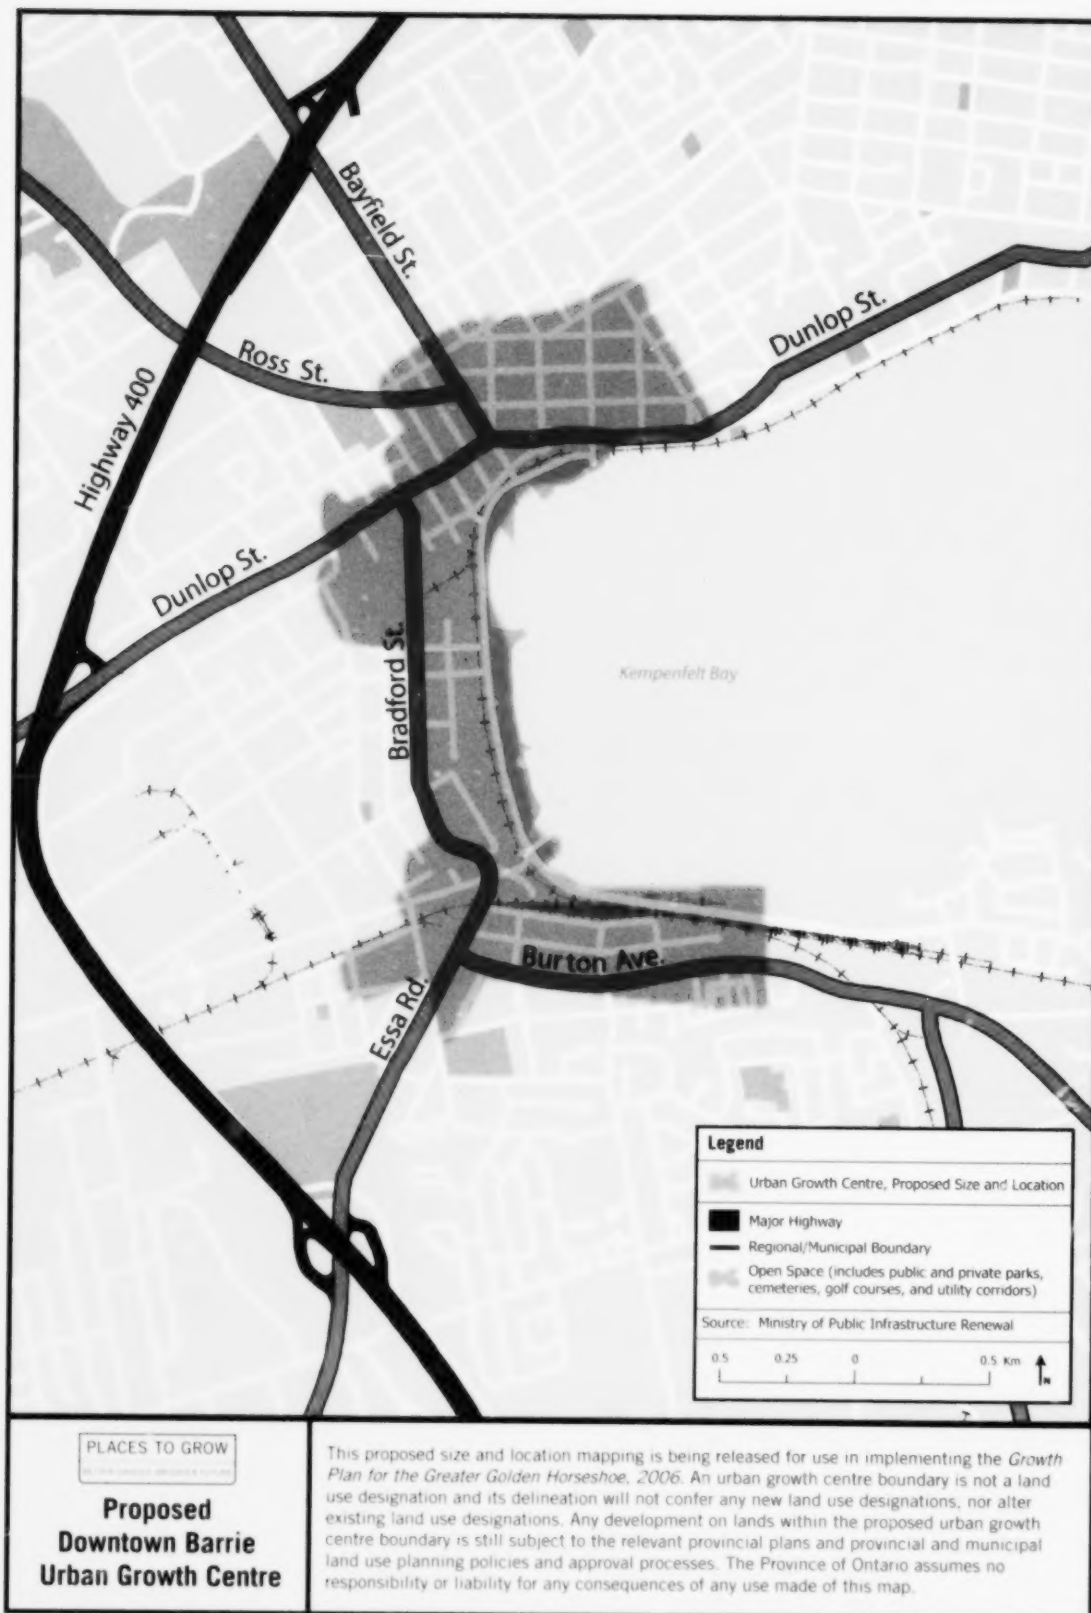 Bayfield St.
Dunlop St.
Ross St.
Highway 400
Dunlop St.
Kempenfelt Bay
Bradford St.
Burton Ave.
Essa Rd.
Legend
Urban Growth Centre, Proposed Size and Location
Major Highway
Regional/Municipal Boundary
Open Space (includes public and private parks,
cemeteries, golf courses, and utility corridors)
Source: Ministry of Public Infrastructure Renewal
0.5 0.25 0 0.5 Km
N
PLACES TO GROW
Proposed
Downtown Barrie
Urban Growth Centre
This proposed size and location mapping is being released for use in implementing the Growth
Plan for the Greater Golden Horseshoe, 2006. An urban growth centre boundary is not a land
use designation and its delineation will not confer any new land use designations, nor alter
existing land use designations. Any development on lands within the proposed urban growth
centre boundary is still subject to the relevant provincial plans and provincial and municipal
land use planning policies and approval processes. The Province of Ontario assumes no
responsibility or liability for any consequences of any use made of this map.